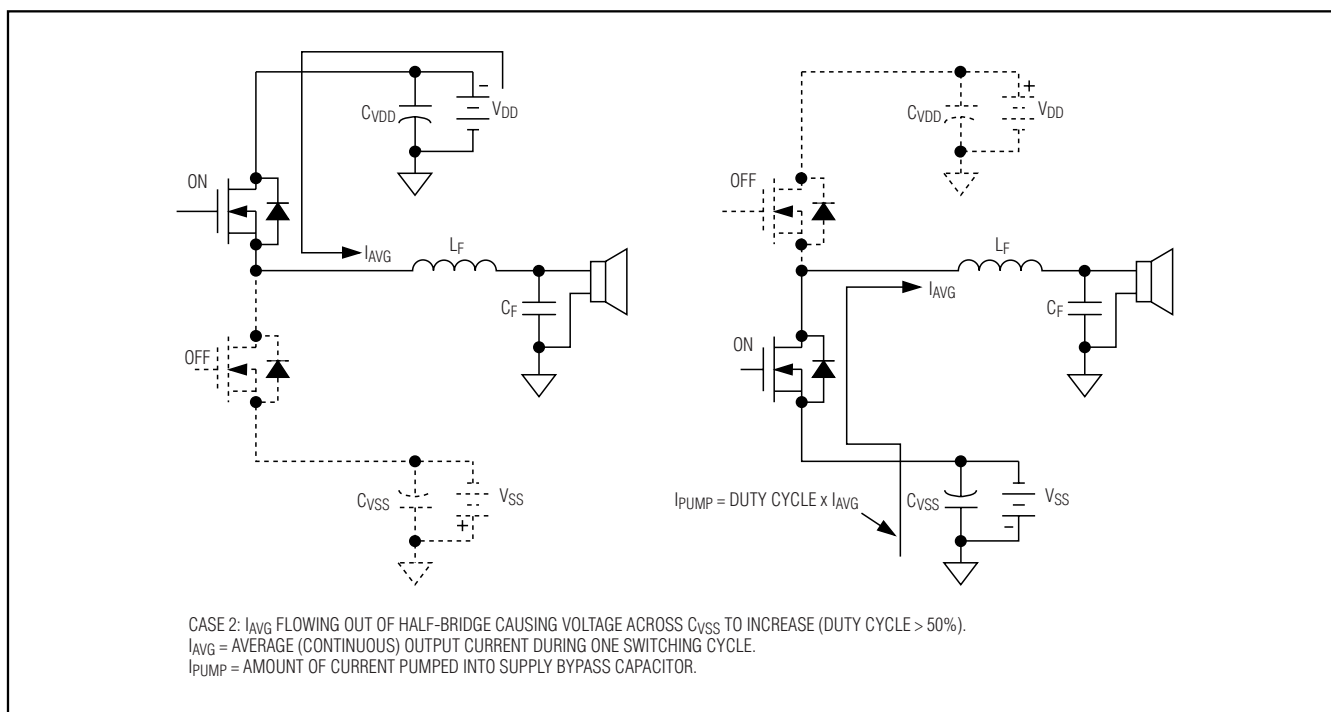 −
CVDD
VDD
ON
IAVG
LF
CF
OFF
CVSS
VSS
+
+
CVDD
VDD
OFF
LF
IAVG
CF
ON
IPUMP = DUTY CYCLE x IAVG
CVSS
VSS
−
CASE 2: IAVG FLOWING OUT OF HALF-BRIDGE CAUSING VOLTAGE ACROSS CVSS TO INCREASE (DUTY CYCLE > 50%).
IAVG = AVERAGE (CONTINUOUS) OUTPUT CURRENT DURING ONE SWITCHING CYCLE.
IPUMP = AMOUNT OF CURRENT PUMPED INTO SUPPLY BYPASS CAPACITOR.